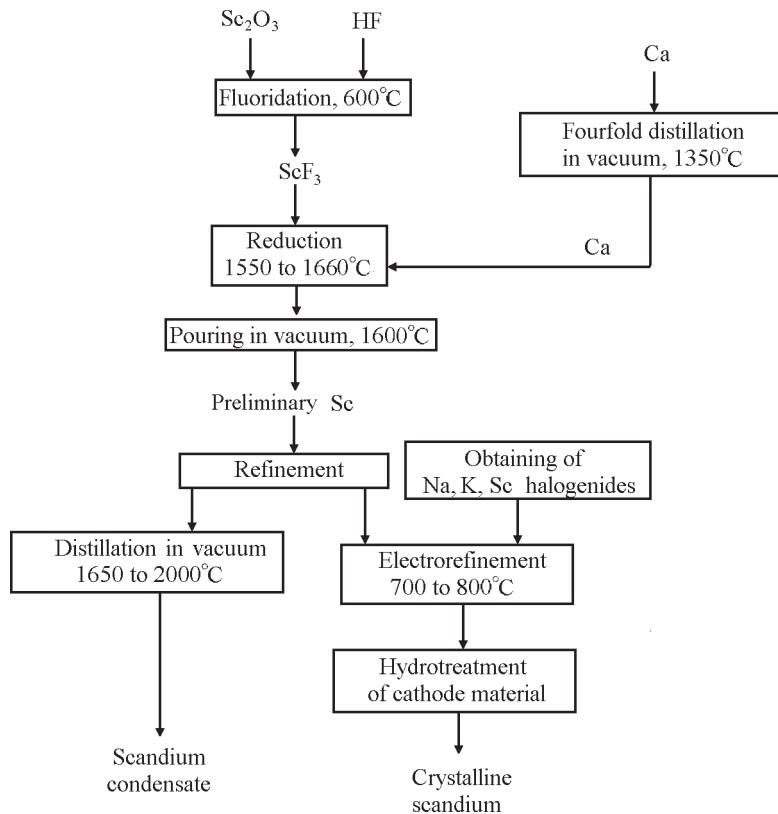 Sc₂O₃
HF
Ca
Fluoridation, 600°C
Fourfold distillation
in vacuum, 1350°C
ScF₃
Reduction
1550 to 1660°C
Ca
Pouring in vacuum, 1600°C
Preliminary Sc
Refinement
Obtaining of
Na, K, Sc halogenides
Distillation in vacuum
1650 to 2000°C
Electrorefinement
700 to 800°C
Hydrotreatment
of cathode material
Scandium
condensate
Crystalline
scandium